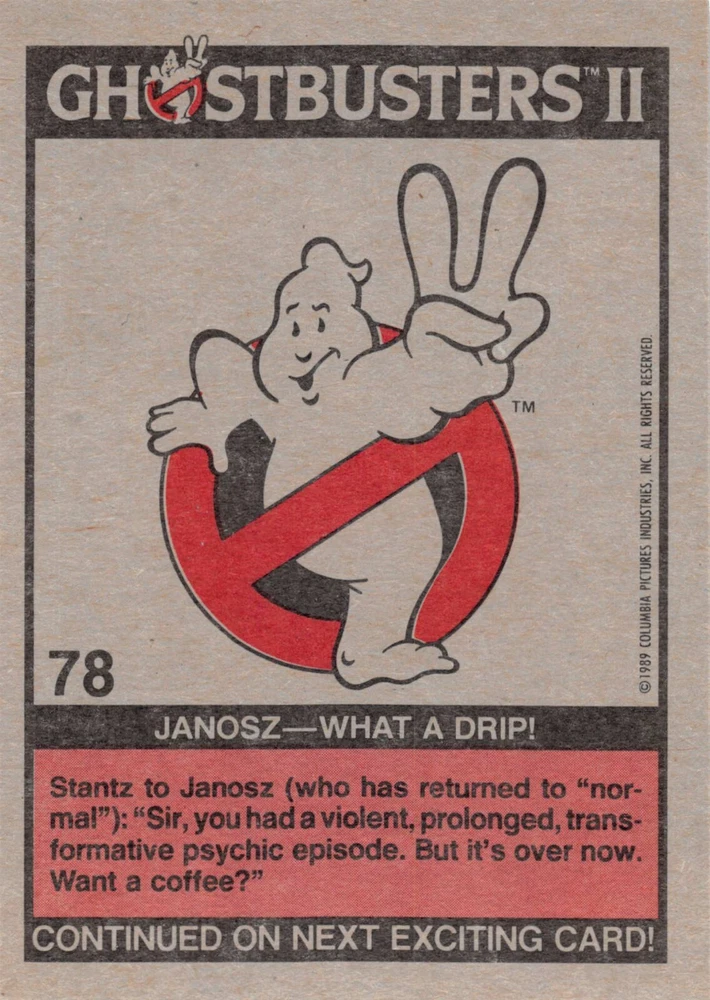 GHOSTBUSTERS™ II
TM
©1989 COLUMBIA PICTURES INDUSTRIES, INC. ALL RIGHTS RESERVED.
78
JANOSZ—WHAT A DRIP!
Stantz to Janosz (who has returned to “nor-
mal”): “Sir, you had a violent, prolonged, trans-
formative psychic episode. But it’s over now.
Want a coffee?”
CONTINUED ON NEXT EXCITING CARD!